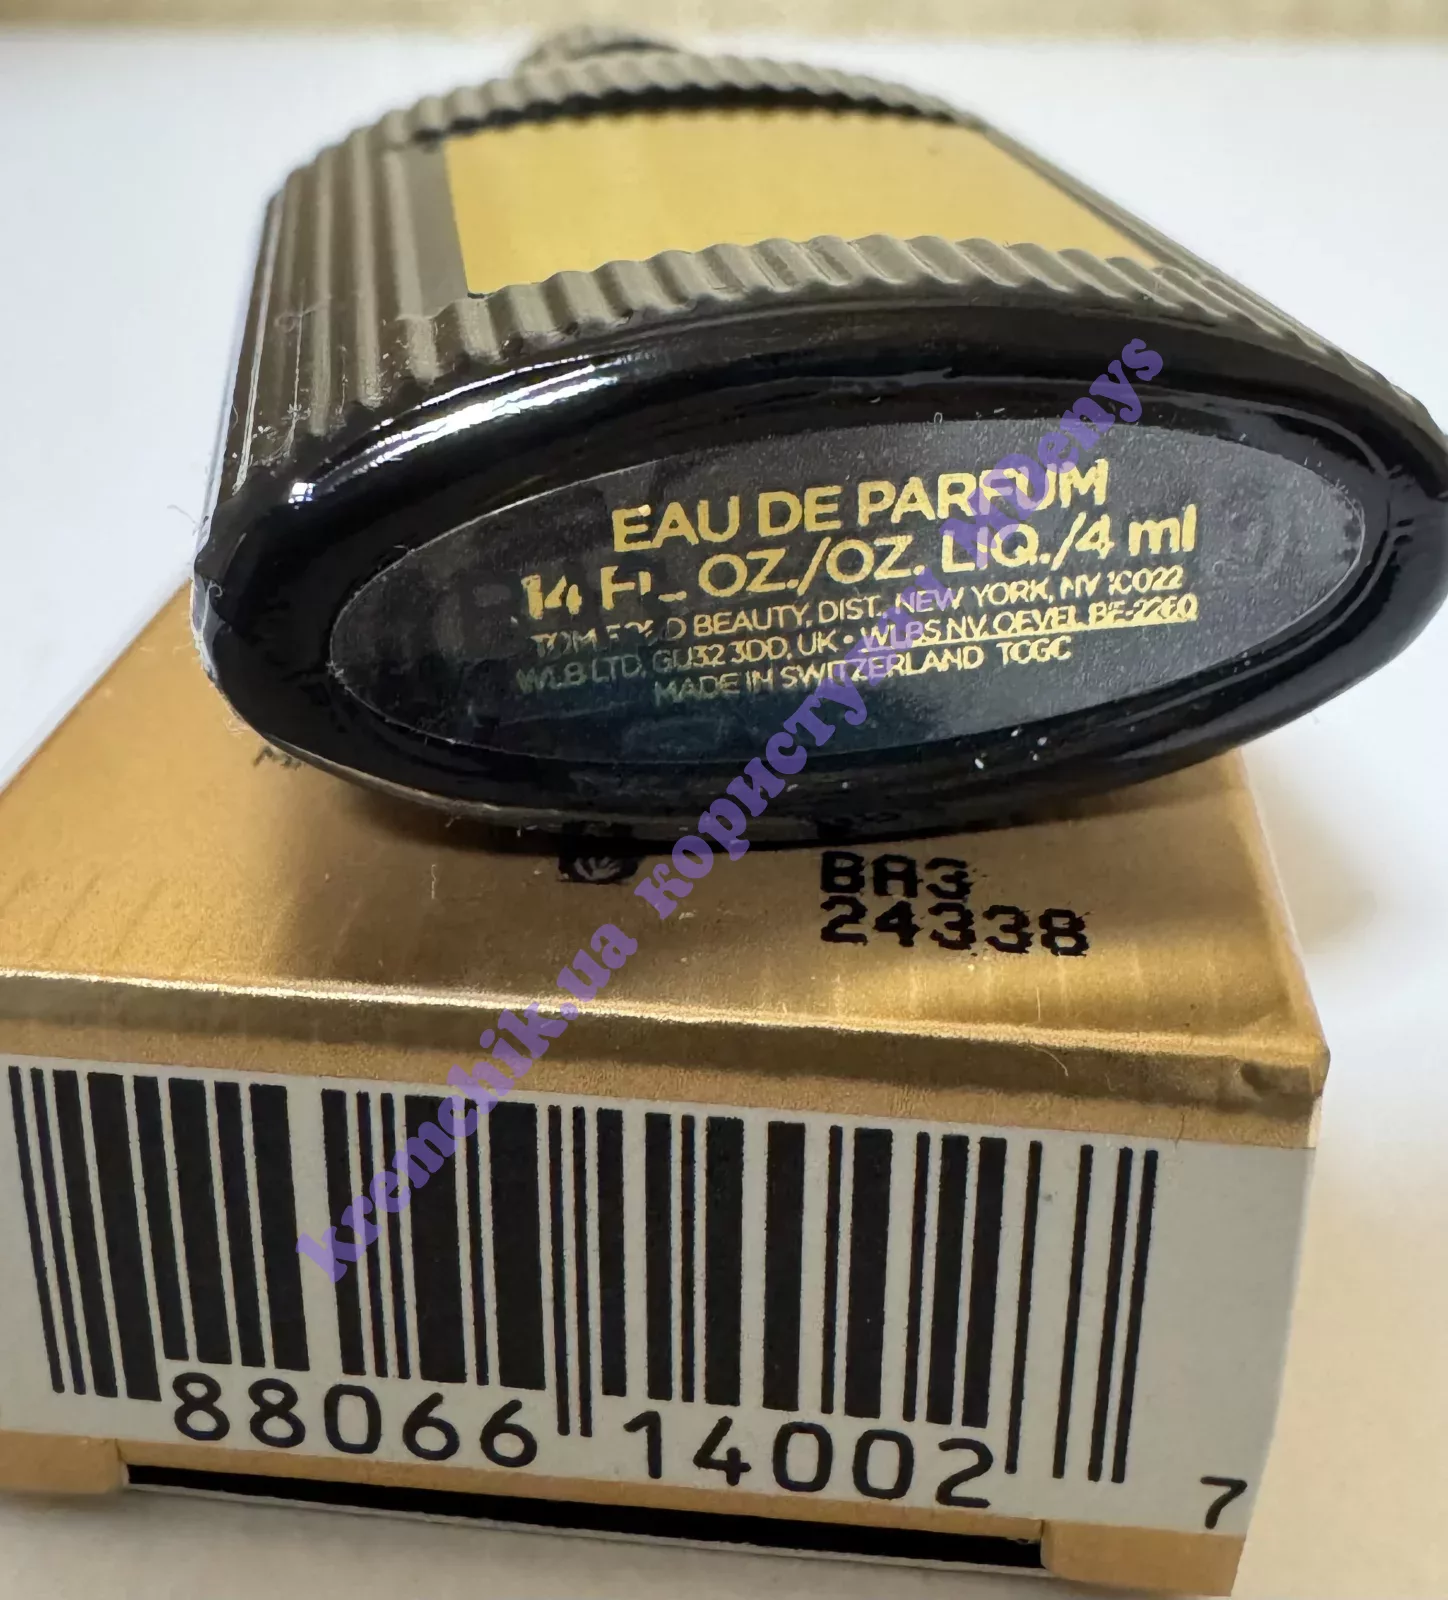 EAU DE PARFUM
.14 FL. OZ./OZ. LIQ./4 ml
TOM FORD BEAUTY, DIST. NEW YORK, NY 10022
WLB LTD, GU32 3DD, UK • WLBS NV, OEVEL BE-2260
MADE IN SWITZERLAND TCGC
BA3
24338
88066 14002 7
kremchik.ua користувач MDenys